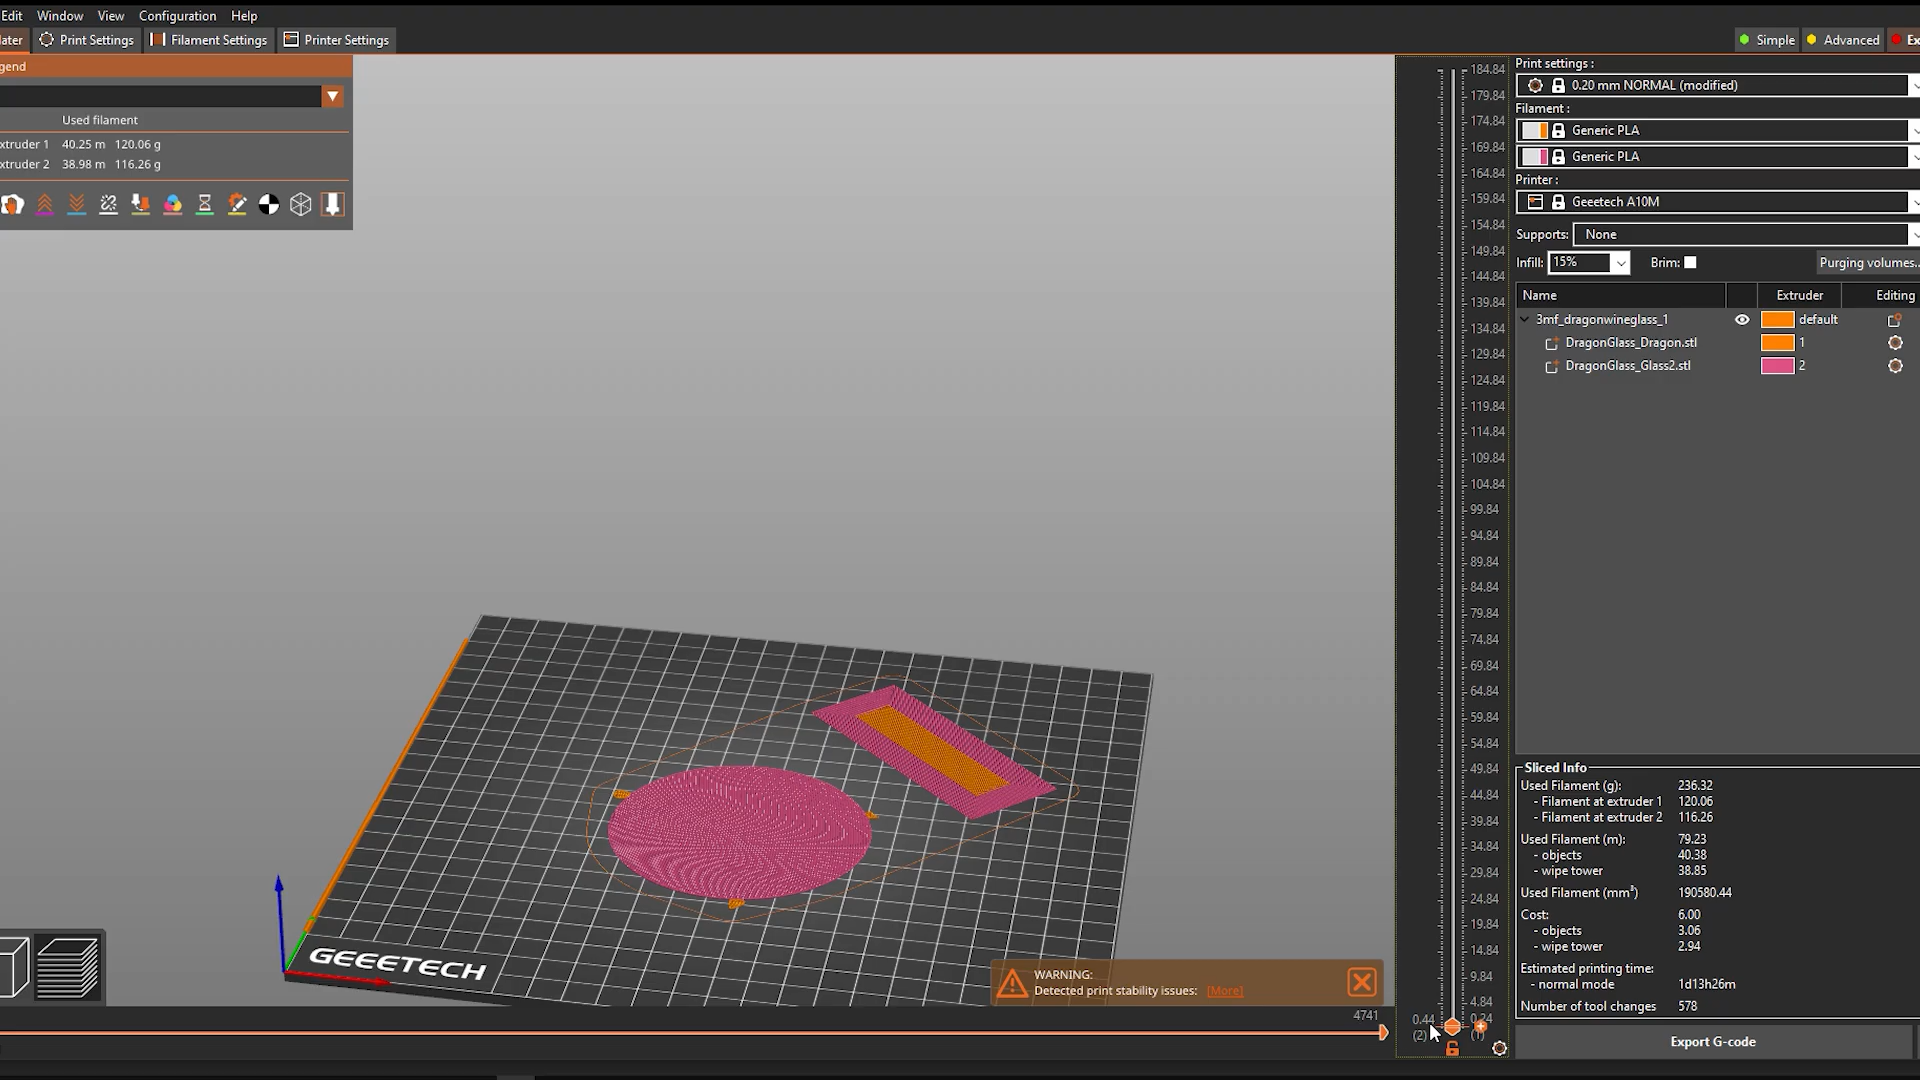 Edit Window View Configuration Help
ater Print Settings Filament Settings Printer Settings Simple Advanced Ex
gend
Used filament
xtruder 1 40.25 m 120.06 g
xtruder 2 38.98 m 116.26 g
Print settings :
0.20 mm NORMAL (modified)
Filament :
Generic PLA
Generic PLA
Printer :
Geeetech A10M
Supports: None
Infill: 15% Brim: Purging volumes..
Name Extruder Editing
3mf_dragonwineglass_1 default
DragonGlass_Dragon.stl 1
DragonGlass_Glass2.stl 2
184.84
179.84
174.84
169.84
164.84
159.84
154.84
149.84
144.84
139.84
134.84
129.84
124.84
119.84
114.84
109.84
104.84
99.84
94.84
89.84
84.84
79.84
74.84
69.84
64.84
59.84
54.84
49.84
44.84
39.84
34.84
29.84
24.84
19.84
14.84
9.84
4.84
0.44 0.24
(2) (1)
GEEETECH
WARNING:
Detected print stability issues: [More]
4741
Sliced Info
Used Filament (g): 236.32
- Filament at extruder 1 120.06
- Filament at extruder 2 116.26
Used Filament (m): 79.23
- objects 40.38
- wipe tower 38.85
Used Filament (mm³) 190580.44
Cost: 6.00
- objects 3.06
- wipe tower 2.94
Estimated printing time:
- normal mode 1d13h26m
Number of tool changes 578
Export G-code